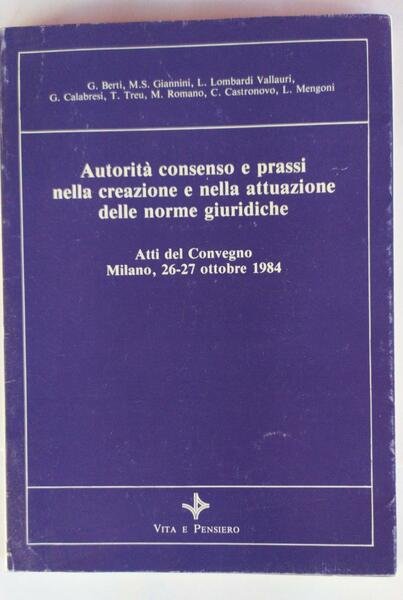 G. Berti, M.S. Giannini, L. Lombardi Vallauri,
G. Calabresi, T. Treu, M. Romano, C. Castronovo, L. Mengoni
Autorità consenso e prassi
nella creazione e nella attuazione
delle norme giuridiche
Atti del Convegno
Milano, 26-27 ottobre 1984
VITA E PENSIERO